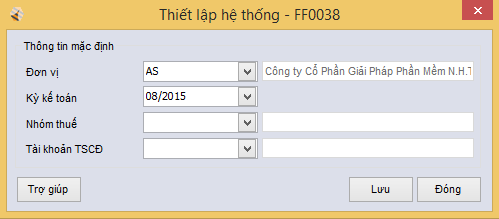 Thiết lập hệ thống - FF0038
Thông tin mặc định
Đơn vị AS Công ty Cổ Phần Giải Pháp Phần Mềm N.H.T
Kỳ kế toán 08/2015
Nhóm thuế
Tài khoản TSCĐ
Trợ giúp Lưu Đóng